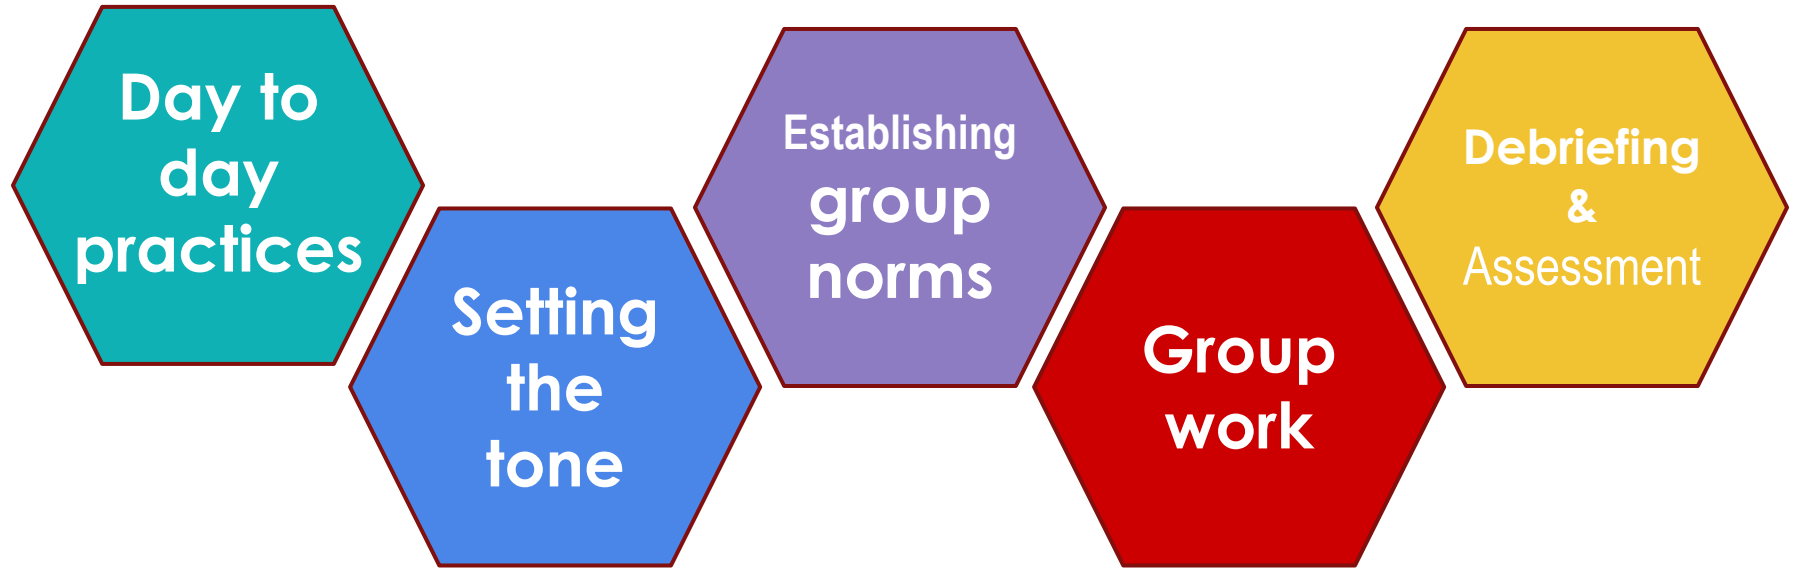 Day to
day
practices
Setting
the
tone
Establishing
group
norms
Group
work
Debriefing
&
Assessment